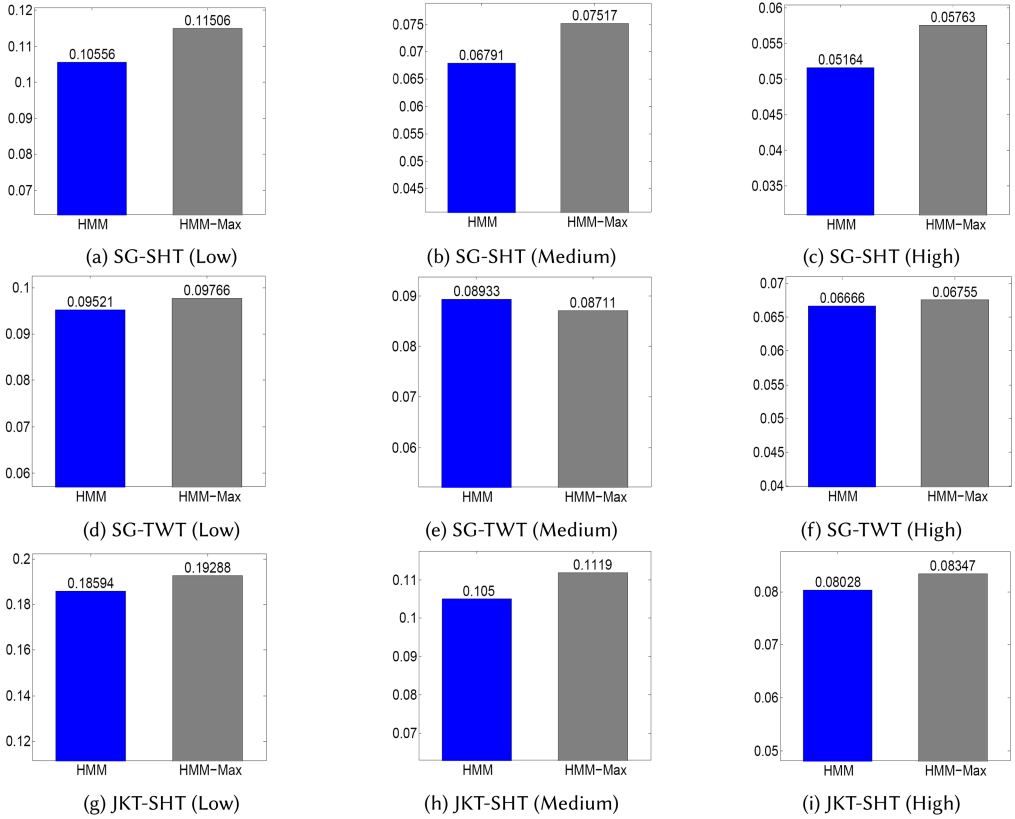 0.12
0.11
0.1
0.09
0.08
0.07
0.10556
0.11506
HMM
HMM−Max
(a) SG-SHT (Low)
0.075
0.07
0.065
0.06
0.055
0.05
0.045
0.06791
0.07517
HMM
HMM−Max
(b) SG-SHT (Medium)
0.06
0.055
0.05
0.045
0.04
0.035
0.05164
0.05763
HMM
HMM−Max
(c) SG-SHT (High)
0.1
0.09
0.08
0.07
0.06
0.09521
0.09766
HMM
HMM−Max
(d) SG-TWT (Low)
0.09
0.08
0.07
0.06
0.08933
0.08711
HMM
HMM−Max
(e) SG-TWT (Medium)
0.07
0.065
0.06
0.055
0.05
0.045
0.04
0.06666
0.06755
HMM
HMM−Max
(f) SG-TWT (High)
0.2
0.18
0.16
0.14
0.12
0.18594
0.19288
HMM
HMM−Max
(g) JKT-SHT (Low)
0.11
0.1
0.09
0.08
0.07
0.105
0.1119
HMM
HMM−Max
(h) JKT-SHT (Medium)
0.08
0.07
0.06
0.05
0.08028
0.08347
HMM
HMM−Max
(i) JKT-SHT (High)